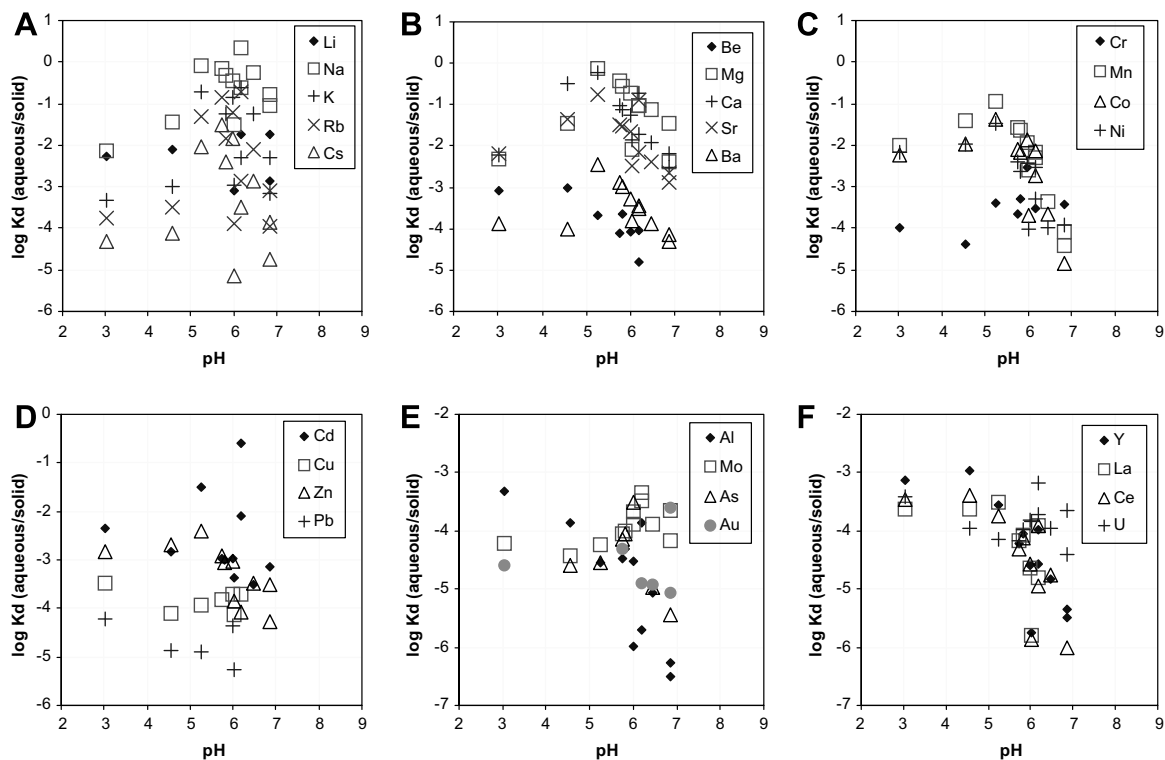 A
log Kd (aqueous/solid)
1
0
-1
-2
-3
-4
-5
-6
2 3 4 5 6 7 8 9
pH
Li
Na
K
Rb
Cs
B
log Kd (aqueous/solid)
1
0
-1
-2
-3
-4
-5
-6
2 3 4 5 6 7 8 9
pH
Be
Mg
Ca
Sr
Ba
C
log Kd (aqueous/solid)
1
0
-1
-2
-3
-4
-5
-6
2 3 4 5 6 7 8 9
pH
Cr
Mn
Co
Ni
D
log Kd (aqueous/solid)
0
-1
-2
-3
-4
-5
-6
2 3 4 5 6 7 8 9
pH
Cd
Cu
Zn
Pb
E
log Kd (aqueous/solid)
-2
-3
-4
-5
-6
-7
2 3 4 5 6 7 8 9
pH
Al
Mo
As
Au
F
log Kd (aqueous/solid)
-2
-3
-4
-5
-6
-7
2 3 4 5 6 7 8 9
pH
Y
La
Ce
U